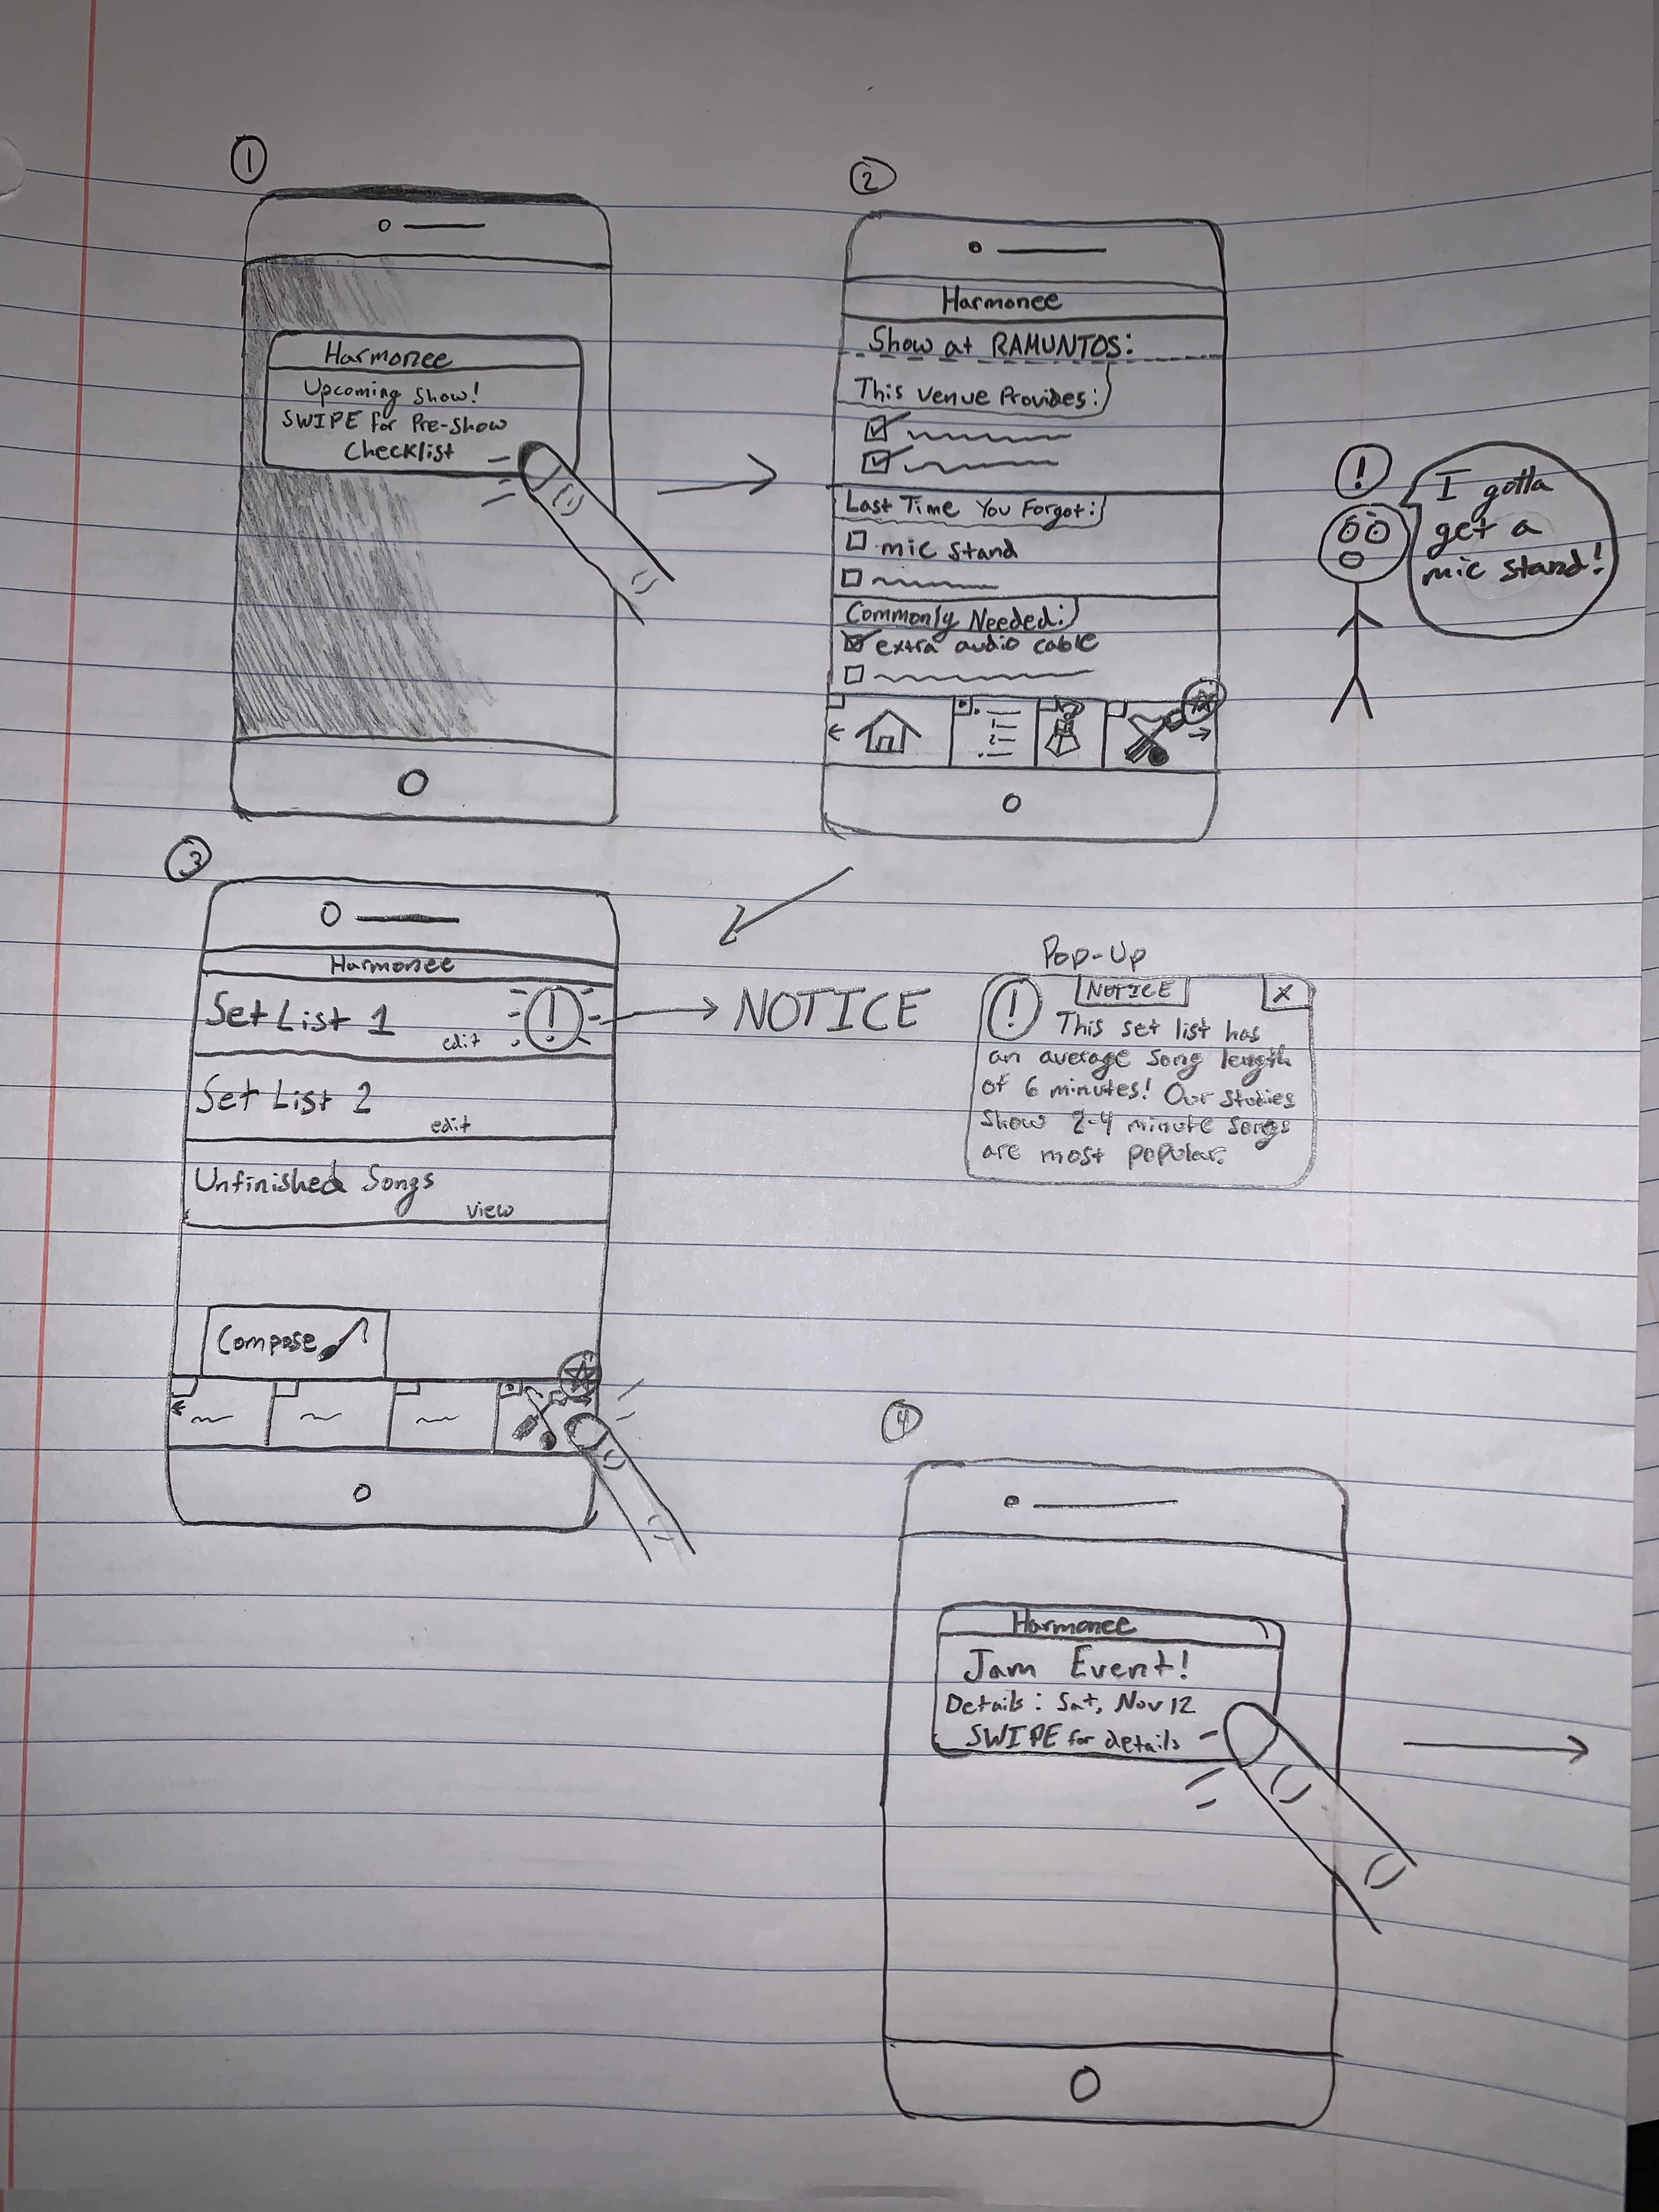 1
Harmonee
Upcoming show!
SWIPE for Pre-show
Checklist
2
Harmonee
Show at RAMUNTOS:
This Venue Provides:
Last Time You Forgot:
mic stand
Commonly Needed:
extra audio cable
!
I gotta
get a
mic stand!
3
Harmonee
Set List 1
edit
!
NOTICE
Set List 2
edit
Unfinished Songs
view
Compose
Pop-Up
!
NOTICE
X
This set list has
an average song length
of 6 minutes! Our studies
show 2-4 minute songs
are most popular.
4
Harmonee
Jam Event!
Details: Sat, Nov 12
SWIPE for details